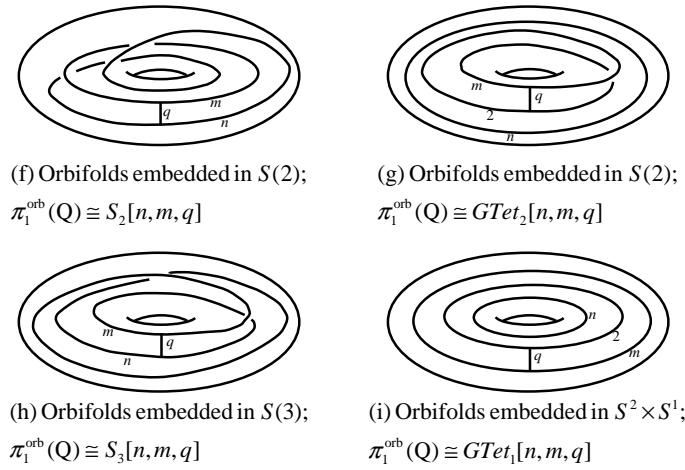 m
q
n
m
q
2
n
(f) Orbifolds embedded in S(2);
π₁ᵒʳᵇ(Q) ≅ S₂[n, m, q]
(g) Orbifolds embedded in S(2);
π₁ᵒʳᵇ(Q) ≅ GTet₂[n, m, q]
m
q
n
n
2
q
m
(h) Orbifolds embedded in S(3);
π₁ᵒʳᵇ(Q) ≅ S₃[n, m, q]
(i) Orbifolds embedded in S² × S¹;
π₁ᵒʳᵇ(Q) ≅ GTet₁[n, m, q]